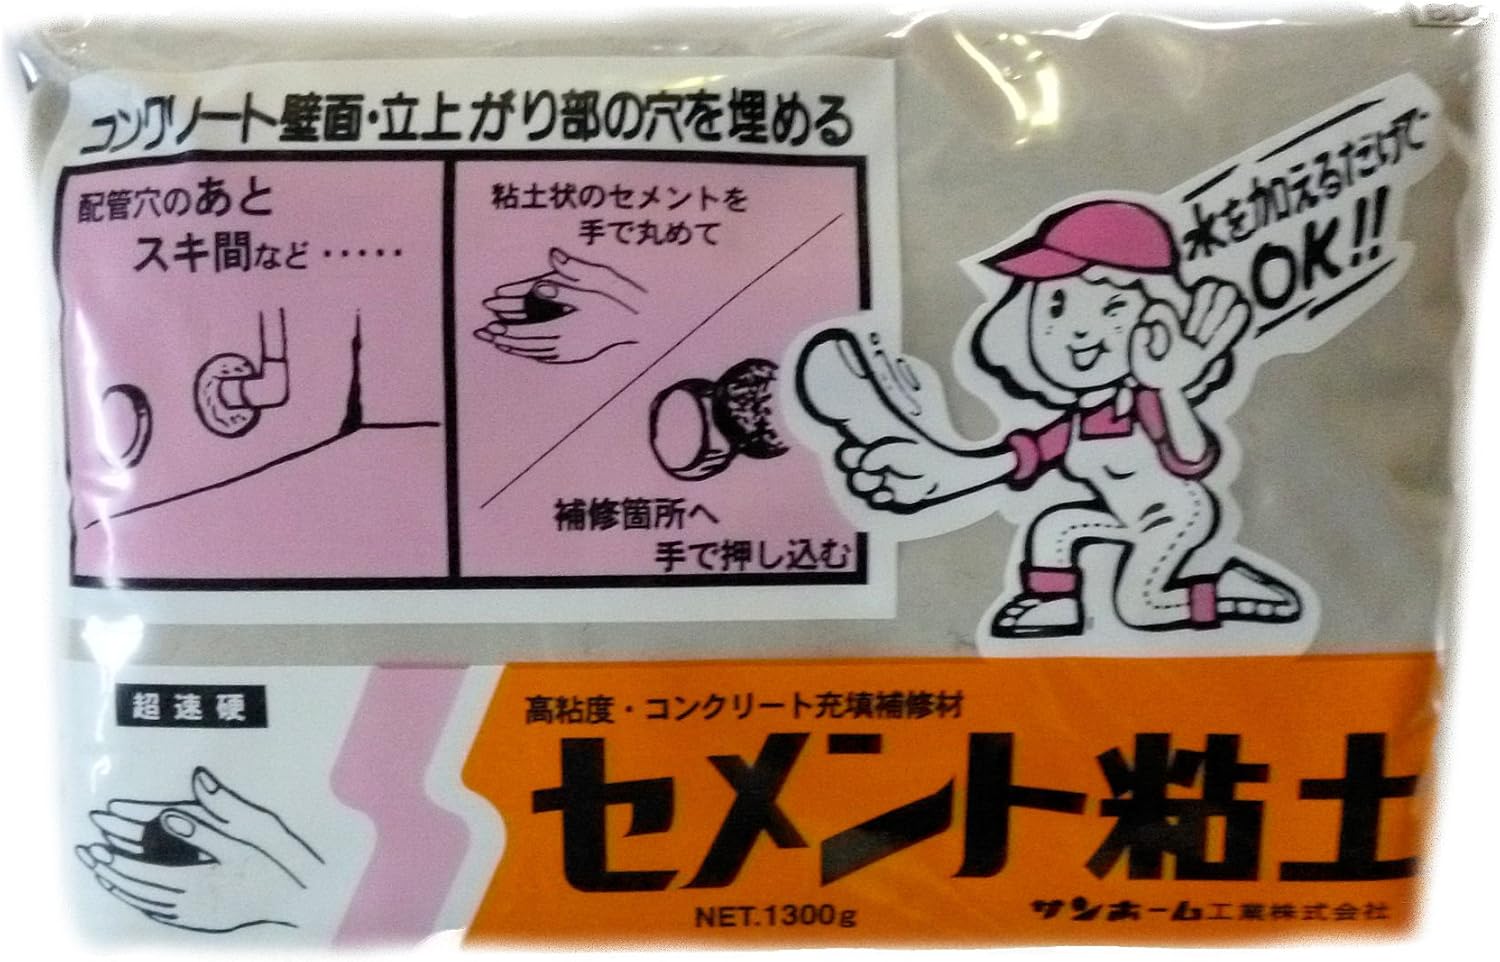 コンクリート壁面・立上がり部の穴を埋める
配管穴のあと
スキ間など・・・・・
粘土状のセメントを
手で丸めて
補修箇所へ
手で押し込む
水を加えるだけで
OK!!
超速硬
高粘度・コンクリート充填補修材
セメント粘土
NET.1300g
サンホーム工業株式会社